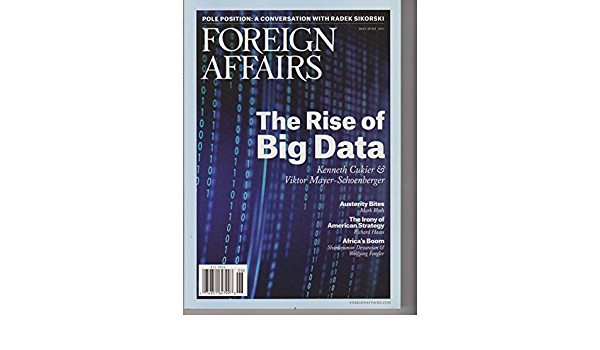 POLE POSITION: A CONVERSATION WITH RADEK SIKORSKI
MAY/JUNE 2013
FOREIGN
AFFAIRS
The Rise of
Big Data
Kenneth Cukier &
Viktor Mayer-Schoenberger
Austerity Bites
Mark Blyth
The Irony of
American Strategy
Richard Haass
Africa's Boom
Shantayanan Devarajan &
Wolfgang Fengler
FOREIGNAFFAIRS.COM